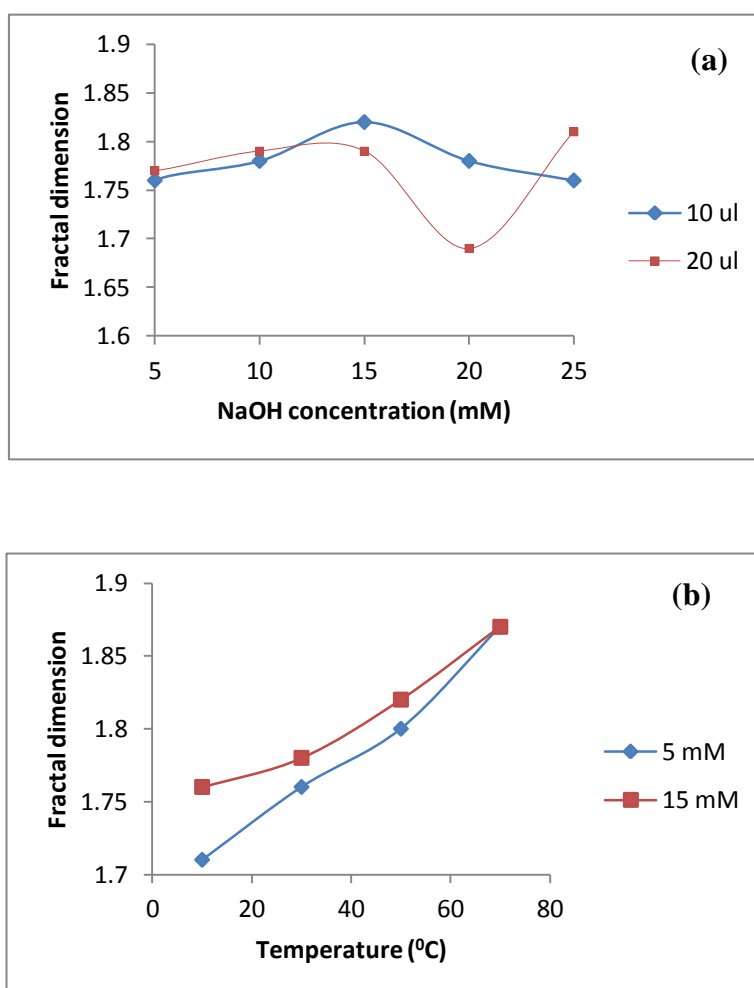 (a)
1.9
1.85
1.8
1.75
1.7
1.65
1.6
Fractal dimension
5 10 15 20 25
NaOH concentration (mM)
10 ul
20 ul
(b)
1.9
1.85
1.8
1.75
1.7
Fractal dimension
0 20 40 60 80
Temperature (⁰C)
5 mM
15 mM